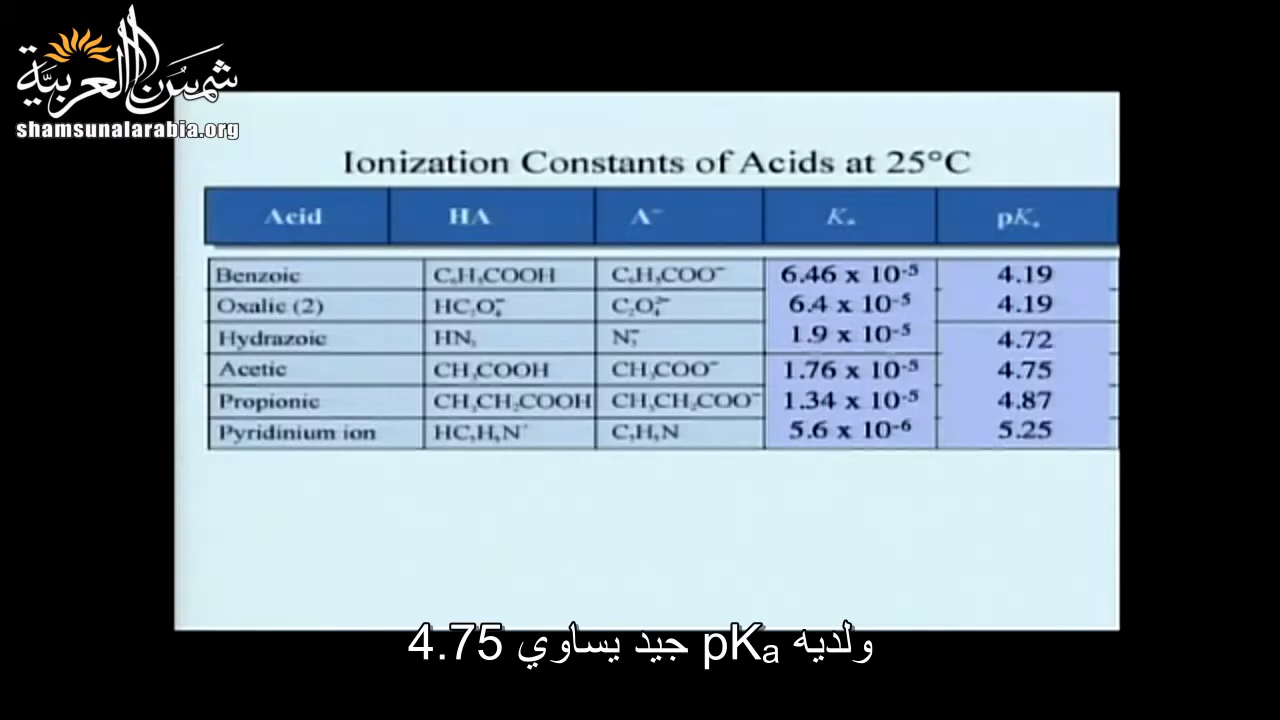 شمس العربية
shamsunalarabia.org
Ionization Constants of Acids at 25°C
Acid HA A⁻ Kₐ pKₐ
Benzoic C₆H₅COOH C₆H₅COO⁻ 6.46 x 10⁻⁵ 4.19
Oxalic (2) HC₂O₄⁻ C₂O₄²⁻ 6.4 x 10⁻⁵ 4.19
Hydrazoic HN₃ N₃⁻ 1.9 x 10⁻⁵ 4.72
Acetic CH₃COOH CH₃COO⁻ 1.76 x 10⁻⁵ 4.75
Propionic CH₃CH₂COOH CH₃CH₂COO⁻ 1.34 x 10⁻⁵ 4.87
Pyridinium ion HC₅H₅N⁺ C₅H₅N 5.6 x 10⁻⁶ 5.25
ولديه pKₐ جيد يساوي 4.75